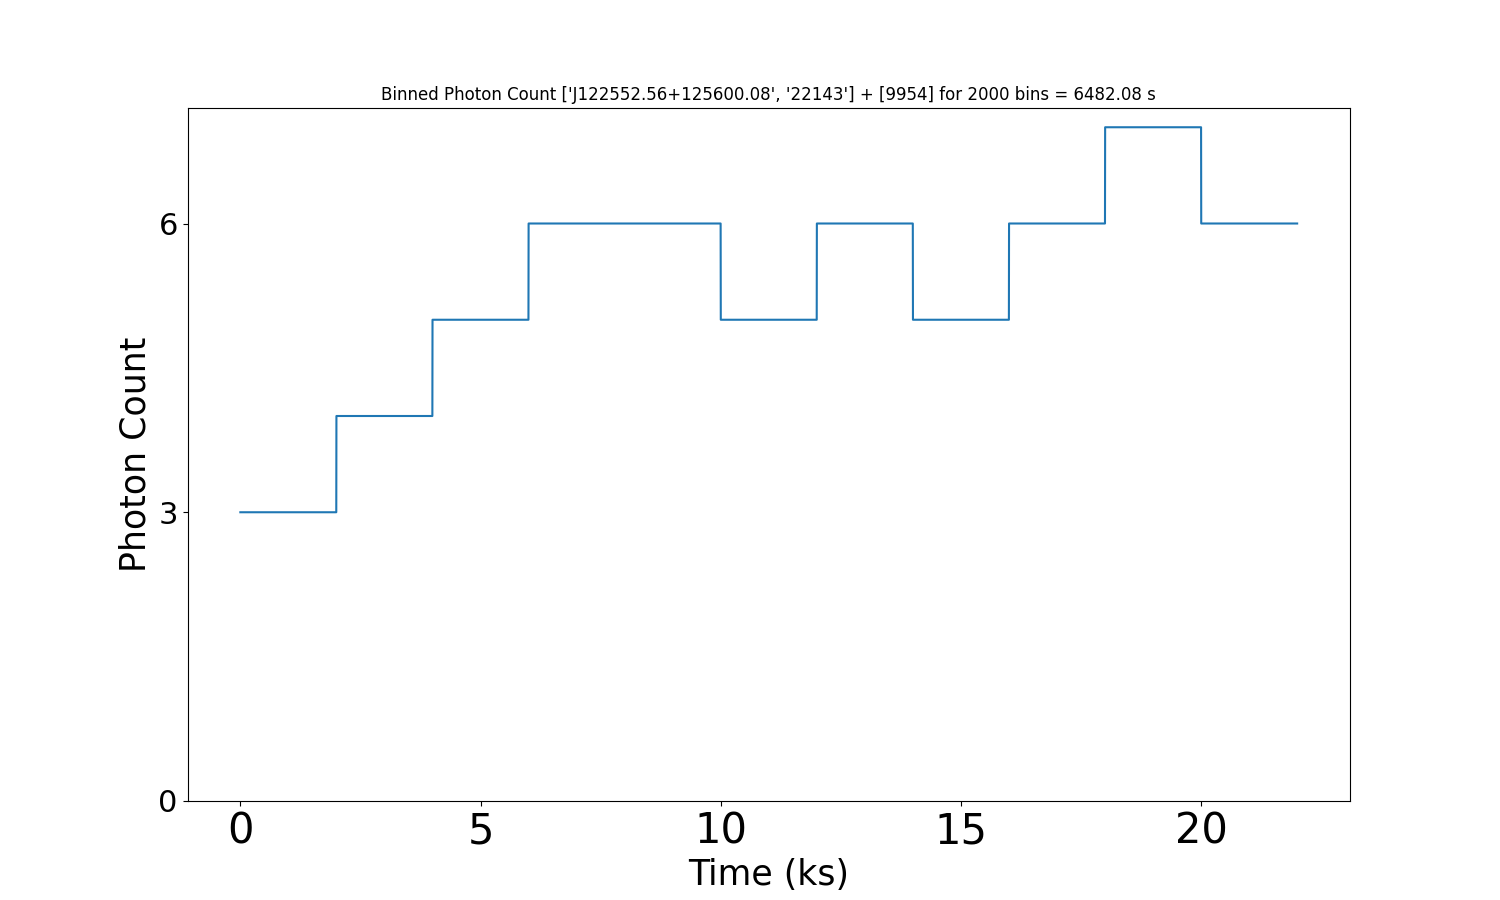 Binned Photon Count ['J122552.56+125600.08', '22143'] + [9954] for 2000 bins = 6482.08 s
6
3
0
Photon Count
0 5 10 15 20
Time (ks)